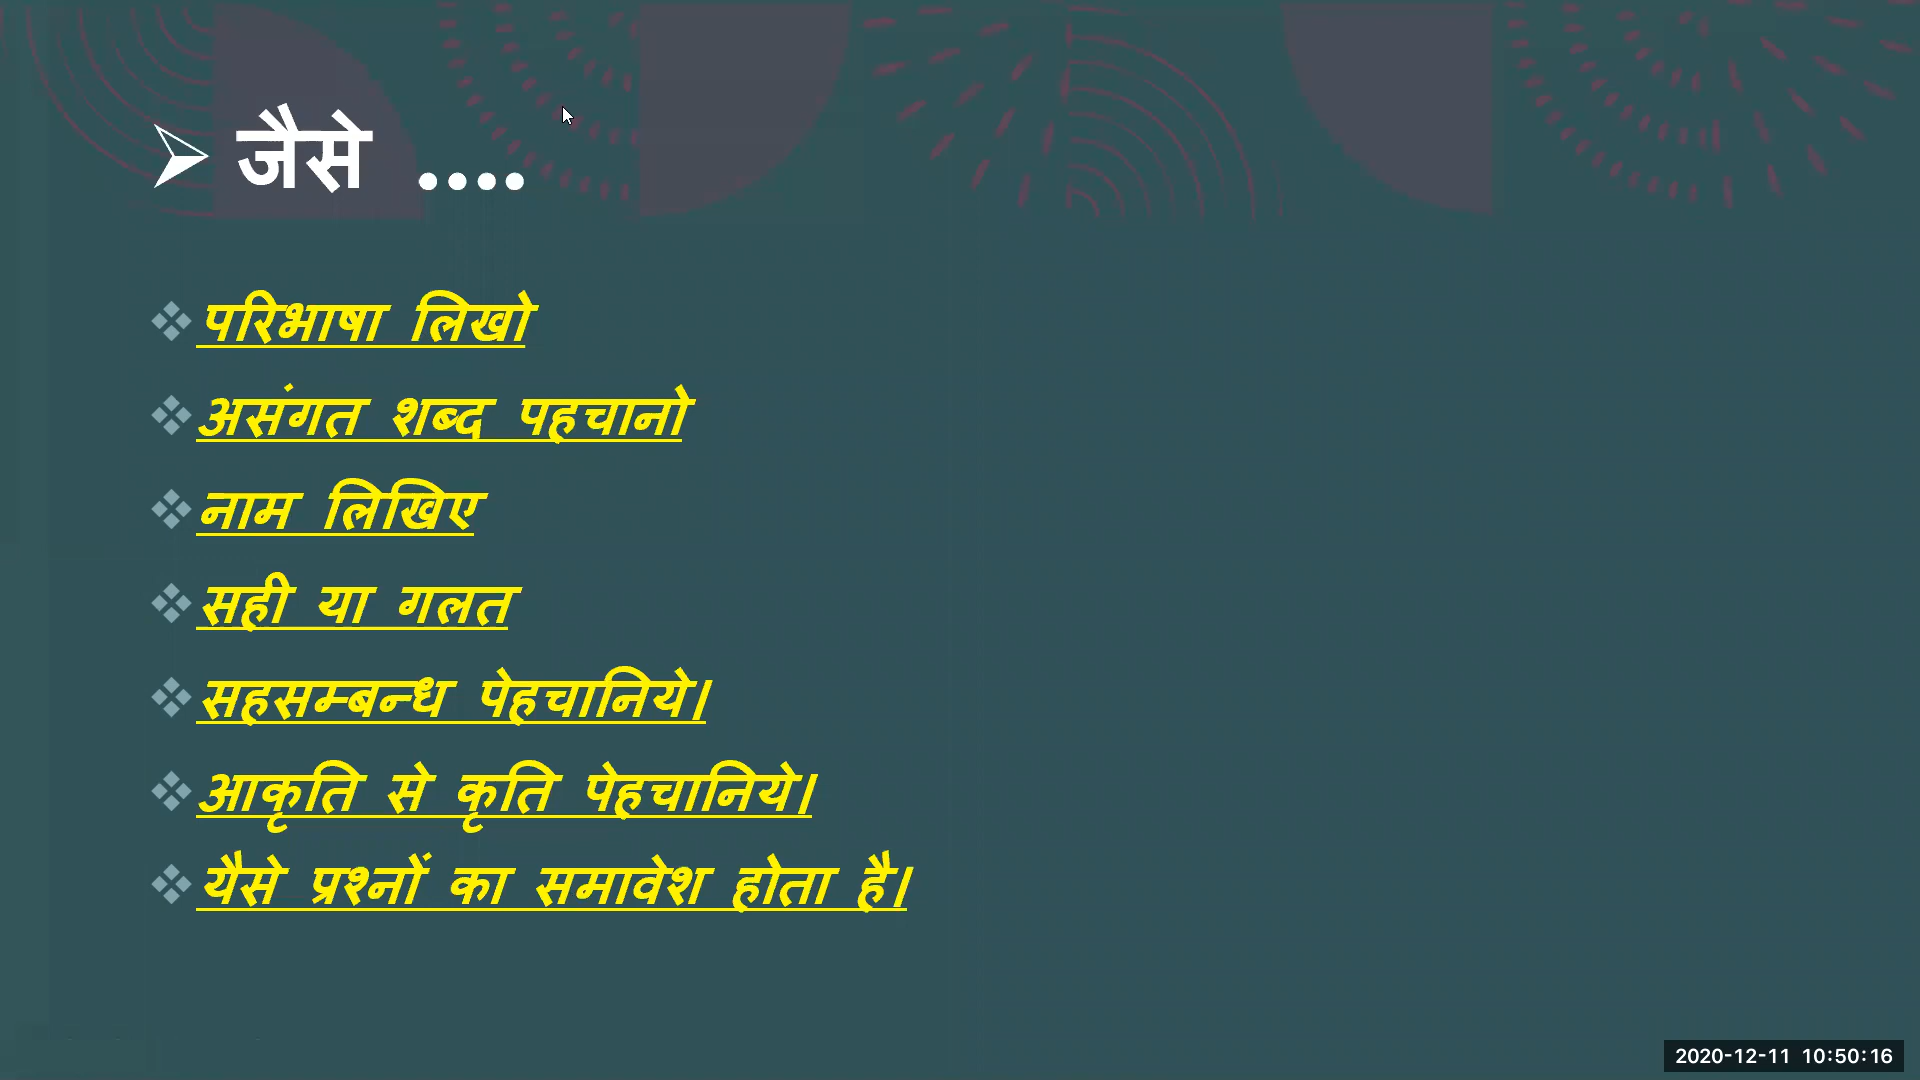 जैसे ....
परिभाषा लिखो
असंगत शब्द पहचानो
नाम लिखिए
सही या गलत
सहसम्बन्ध पेहचानिये।
आकृति से कृति पेहचानिये।
यैसे प्रश्नों का समावेश होता है।
2020-12-11 10:50:16